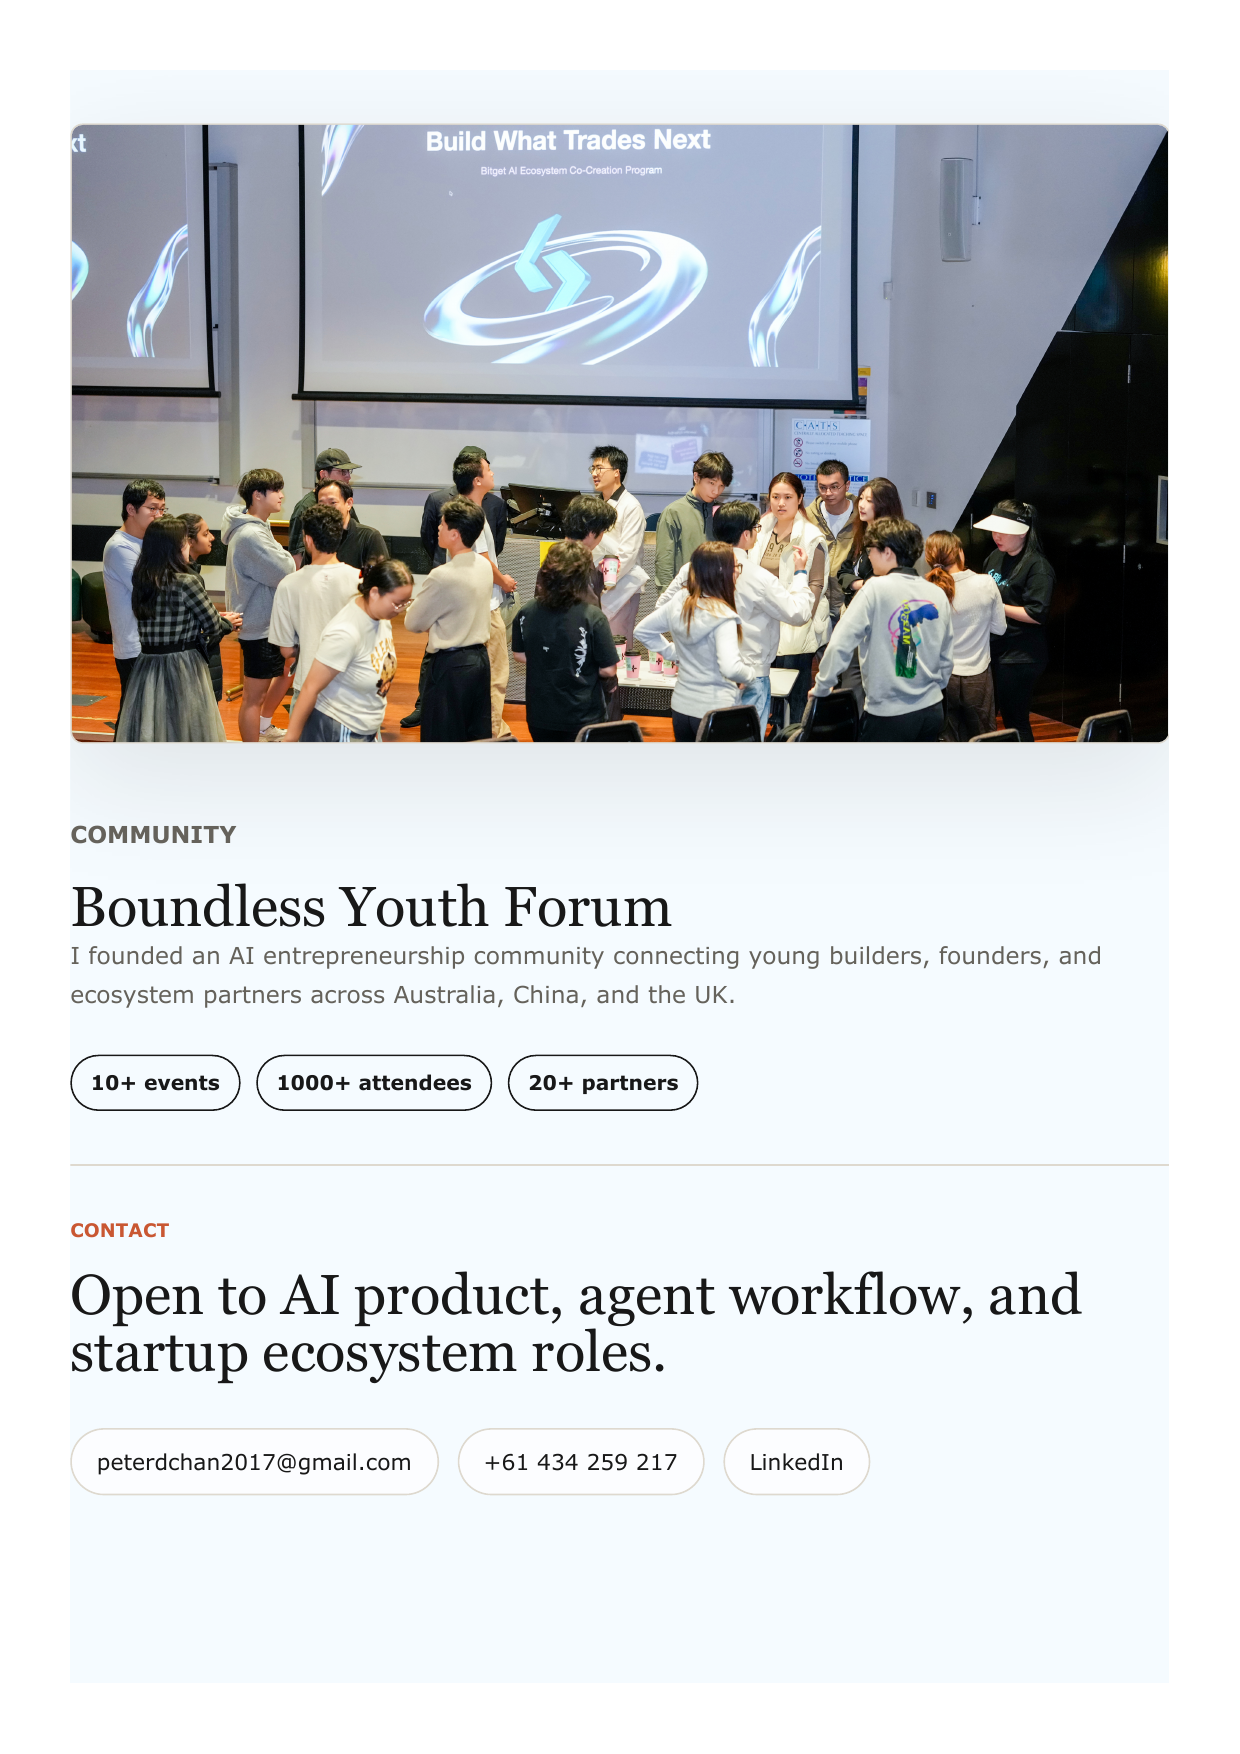 xt
Build What Trades Next
Bitget AI Ecosystem Co-Creation Program
C·A·T·S
COMMUNITY
Boundless Youth Forum
I founded an AI entrepreneurship community connecting young builders, founders, and
ecosystem partners across Australia, China, and the UK.
10+ events
1000+ attendees
20+ partners
CONTACT
Open to AI product, agent workflow, and
startup ecosystem roles.
peterdchan2017@gmail.com
+61 434 259 217
LinkedIn